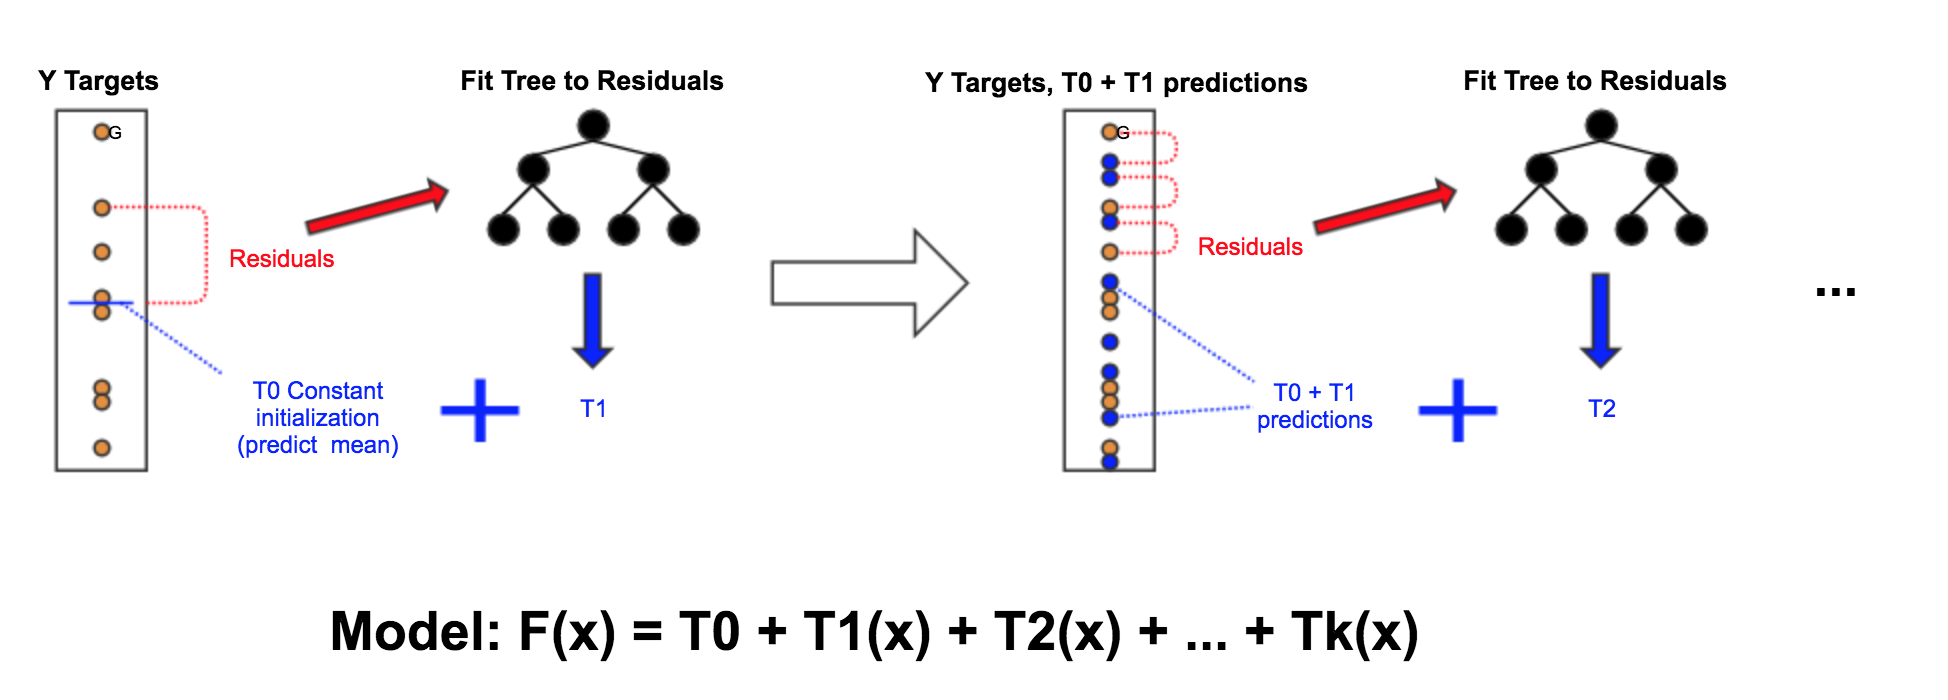 Y Targets
G
Residuals
T0 Constant
initialization
(predict  mean)
Fit Tree to Residuals
T1
Y Targets, T0 + T1 predictions
G
Residuals
T0 + T1
predictions
Fit Tree to Residuals
T2
...
Model: F(x) = T0 + T1(x) + T2(x) + ... + Tk(x)